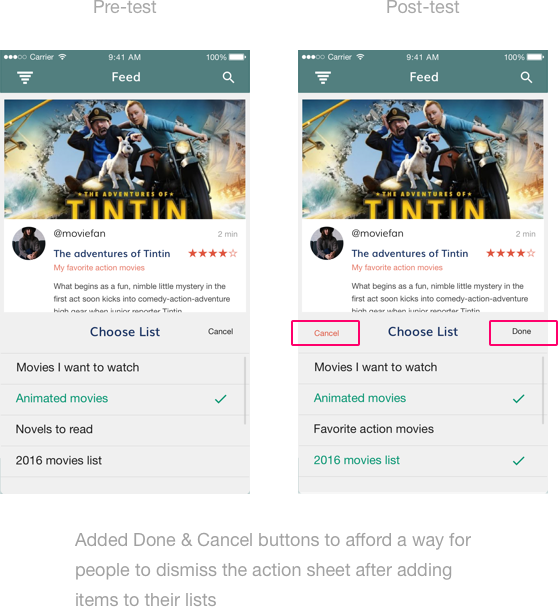 Pre-test
Carrier 9:41 AM 100%
Feed
THE ADVENTURES OF
TINTIN
@moviefan 2 min
The adventures of Tintin
My favorite action movies
What begins as a fun, nimble little mystery in the
first act soon kicks into comedy-action-adventure
high gear when junior reporter Tintin
Choose List Cancel
Movies I want to watch
Animated movies
Novels to read
2016 movies list
Post-test
Carrier 9:41 AM 100%
Feed
THE ADVENTURES OF
TINTIN
@moviefan 2 min
The adventures of Tintin
My favorite action movies
What begins as a fun, nimble little mystery in the
first act soon kicks into comedy-action-adventure
high gear when junior reporter Tintin
Cancel Choose List Done
Movies I want to watch
Animated movies
Favorite action movies
2016 movies list
Added Done & Cancel buttons to afford a way for
people to dismiss the action sheet after adding
items to their lists